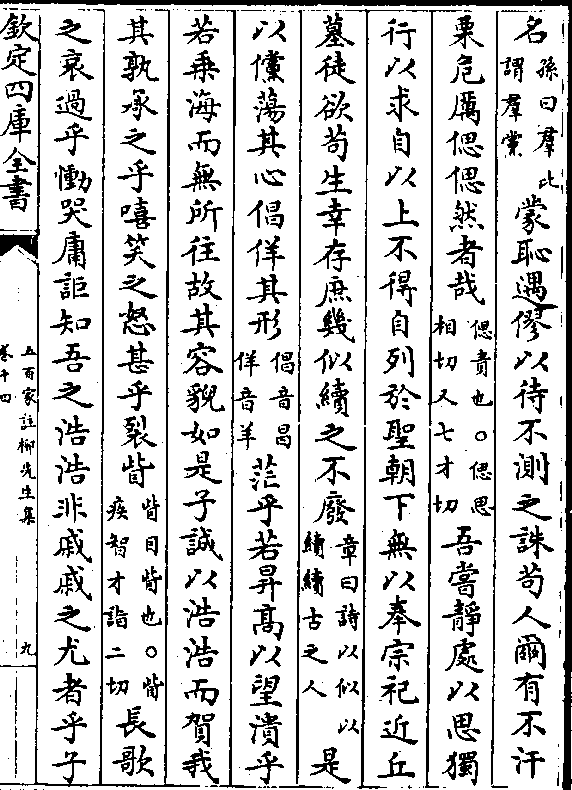 名孫曰羣比謂羣黨蒙恥遇僇以待不測之誅苟人爾有不汗
栗危厲偲偲然者哉偲責也。偲思相切又七才切吾嘗靜處以思獨
行以求自以上不得自列於聖朝下無以奉宗祀近丘
墓徒欲苟生幸存庶幾似續之不廢章曰詩以似以續續古之人是
以儻蕩其心倡佯其形倡音昌佯音羊茫乎若昇髙以望潰乎
若乗海而無所往故其容貌如是子誠以浩浩而賀我
其孰承之乎嘻笑之怒甚乎裂眥眥目眥也。眥疾智才詣二切長歌
之哀過乎慟哭庸詎知吾之浩浩非戚戚之尤者乎子
欽定四庫全書
五百家註柳先生集
卷十四
九